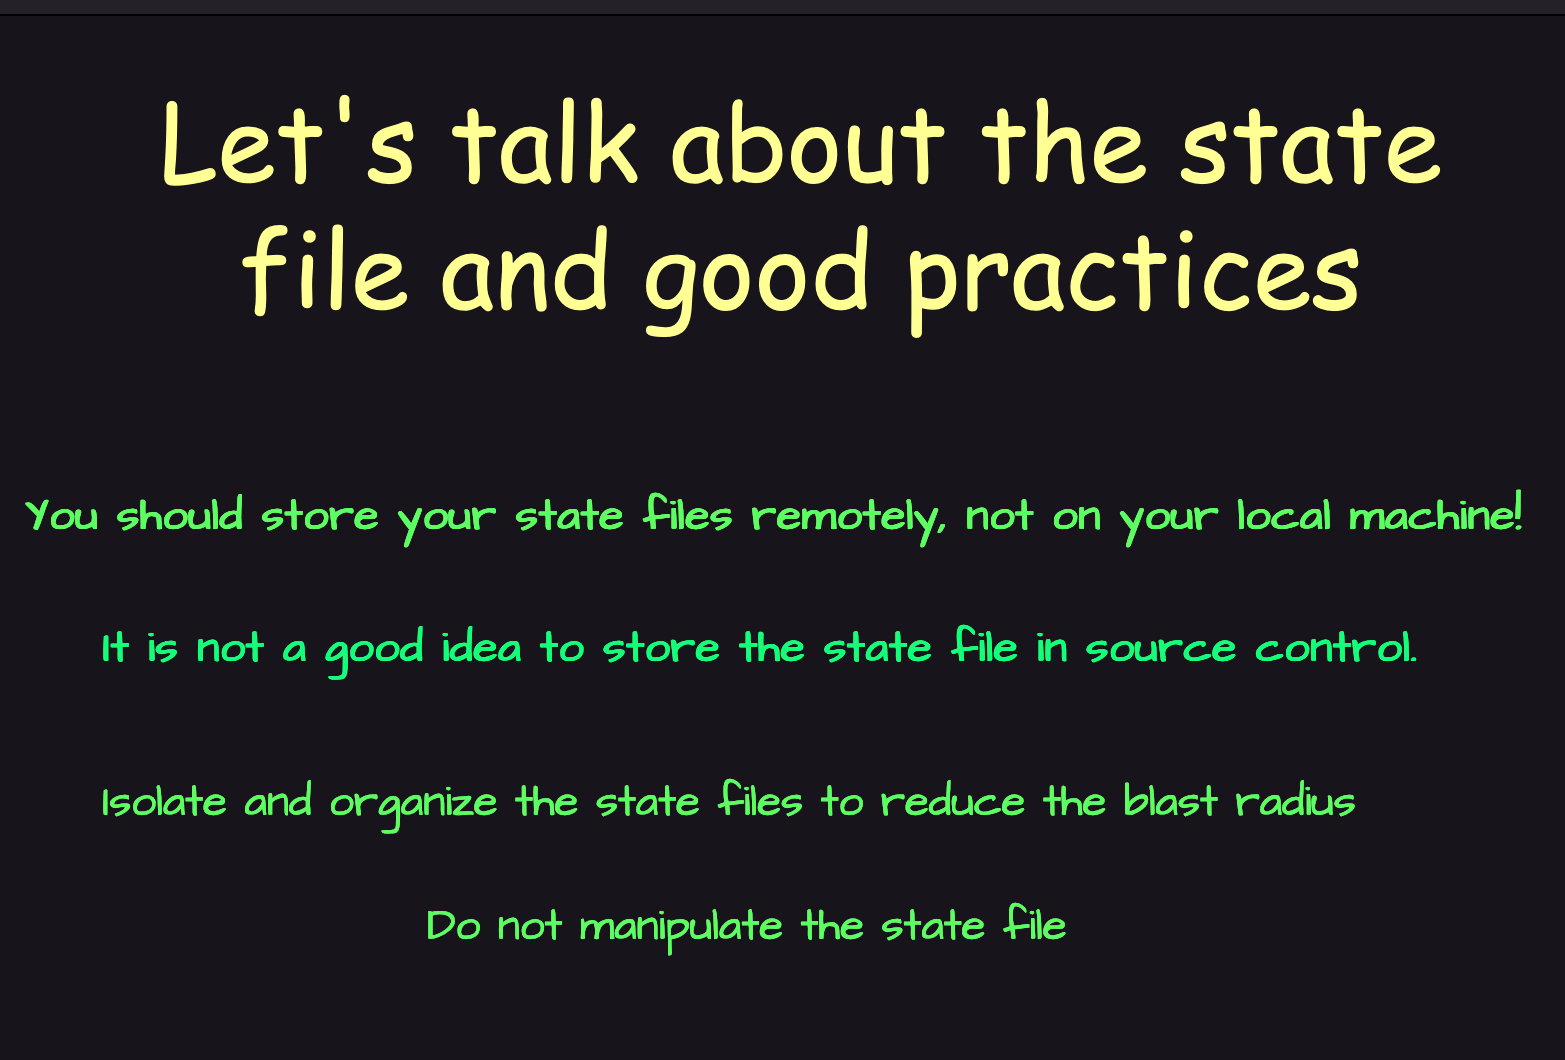 Let's talk about the state
file and good practices
You should store your state files remotely, not on your local machine!
It is not a good idea to store the state file in source control.
Isolate and organize the state files to reduce the blast radius
Do not manipulate the state file